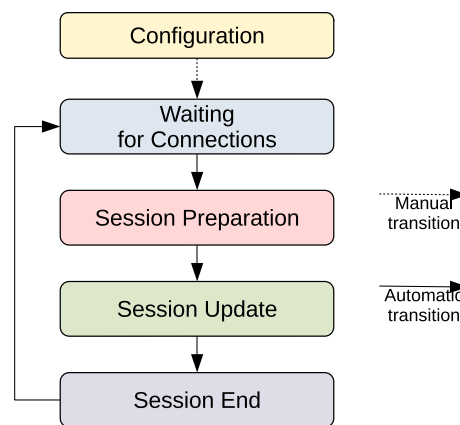 Configuration
Waiting
for Connections
Session Preparation
Manual
transition
Session Update
Automatic
transition
Session End